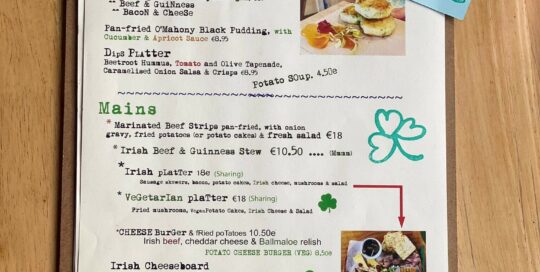 ** Beef & GuiNness
** BacoN & CheeSe
Pan-fried O'Mahony Black Pudding, with
Cucumber & Apricot Sauce €8.95
Dips PLaTter
Beetroot Hummus, Tomato and Olive Tapenade,
Caramelised Onion Salsa & Crisps €8.95
Potato SOup. 4.50e
Mains
* Marinated Beef Strips pan-fried, with onion
gravy, fried potatoes (or potato cakes) & fresh salad €18
* Irish Beef & Guinness Stew €10.50 .... (Mmmm)
*Irish pLatTer 18e (Sharing)
Sausage skewers, bacon, potato cakes, Irish cheese, mushrooms & salad
* VeGetarIan plaTter €18 (Sharing)
Fried mushrooms, VeganPotato Cakes, Irish Cheese & Salad
*CHEESE BurGer & fRied poTatoes 10.50e
Irish beef, cheddar cheese & Ballmaloe relish
POTATO CHEESE BURGER (VEG) 8.50e
Irish Cheeseboard